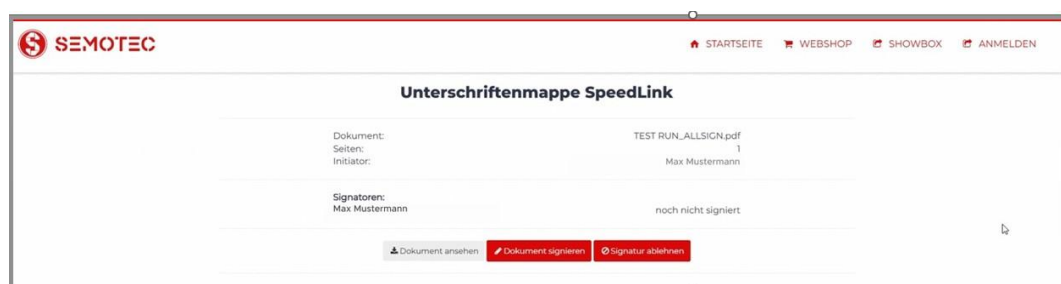 SEMOTEC
STARTSEITE WEBSHOP SHOWBOX ANMELDEN
Unterschriftenmappe SpeedLink
Dokument: TEST RUN_ALLSIGN.pdf
Seiten: 1
Initiator: Max Mustermann
Signatoren:
Max Mustermann noch nicht signiert
Dokument ansehen Dokument signieren Signatur ablehnen